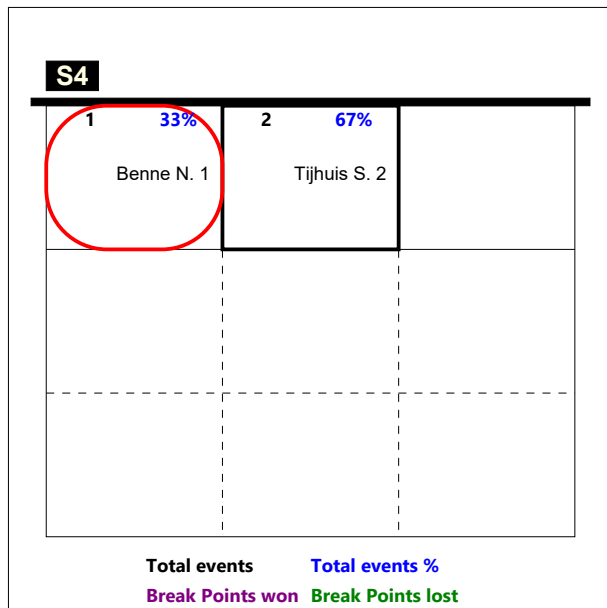 S4
1 33% 2 67%
Benne N. 1 Tijhuis S. 2
Total events Total events %
Break Points won Break Points lost